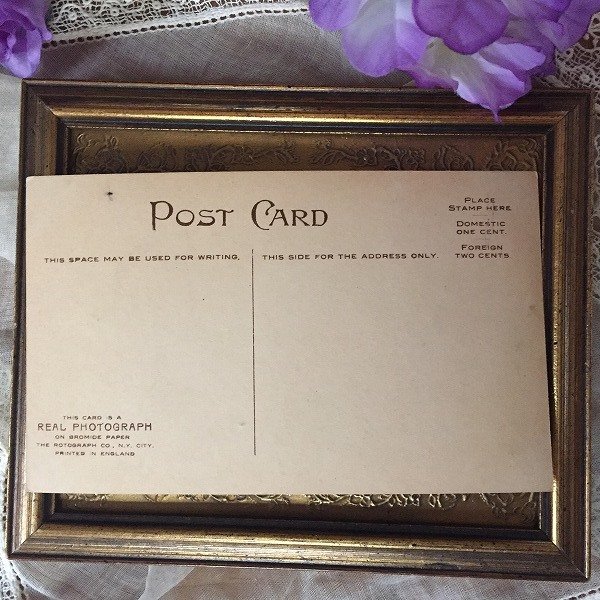 POST CARD
PLACE
STAMP HERE
DOMESTIC
ONE CENT.
FOREIGN
TWO CENTS
THIS SPACE MAY BE USED FOR WRITING.
THIS SIDE FOR THE ADDRESS ONLY.
THIS CARD IS A
REAL PHOTOGRAPH
ON BROMIDE PAPER
THE ROTOGRAPH CO., N.Y. CITY.
PRINTED IN ENGLAND